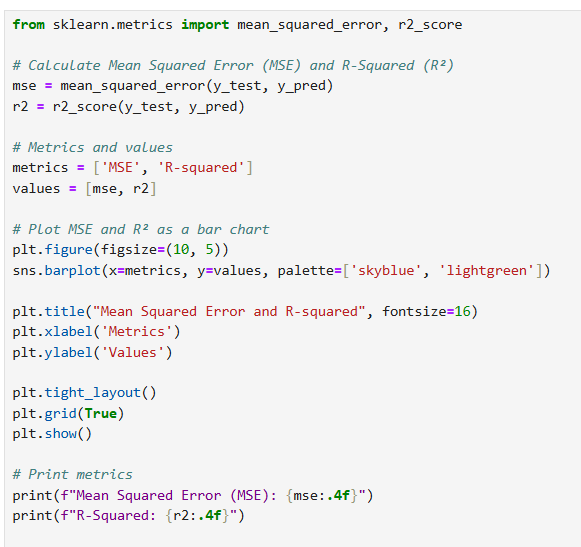 from sklearn.metrics import mean_squared_error, r2_score
# Calculate Mean Squared Error (MSE) and R-Squared (R²)
mse = mean_squared_error(y_test, y_pred)
r2 = r2_score(y_test, y_pred)
# Metrics and values
metrics = ['MSE', 'R-squared']
values = [mse, r2]
# Plot MSE and R² as a bar chart
plt.figure(figsize=(10, 5))
sns.barplot(x=metrics, y=values, palette=['skyblue', 'lightgreen'])
plt.title("Mean Squared Error and R-squared", fontsize=16)
plt.xlabel('Metrics')
plt.ylabel('Values')
plt.tight_layout()
plt.grid(True)
plt.show()
# Print metrics
print(f"Mean Squared Error (MSE): {mse:.4f}")
print(f"R-Squared: {r2:.4f}")